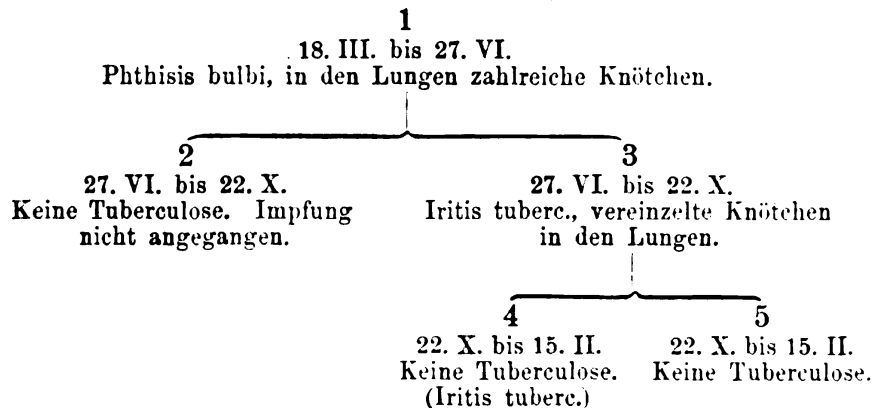 1
18. III. bis 27. VI.
Phthisis bulbi, in den Lungen zahlreiche Knötchen.
2
27. VI. bis 22. X.
Keine Tuberculose. Impfung
nicht angegangen.
3
27. VI. bis 22. X.
Iritis tuberc., vereinzelte Knötchen
in den Lungen.
4
22. X. bis 15. II.
Keine Tuberculose.
(Iritis tuberc.)
5
22. X. bis 15. II.
Keine Tuberculose.